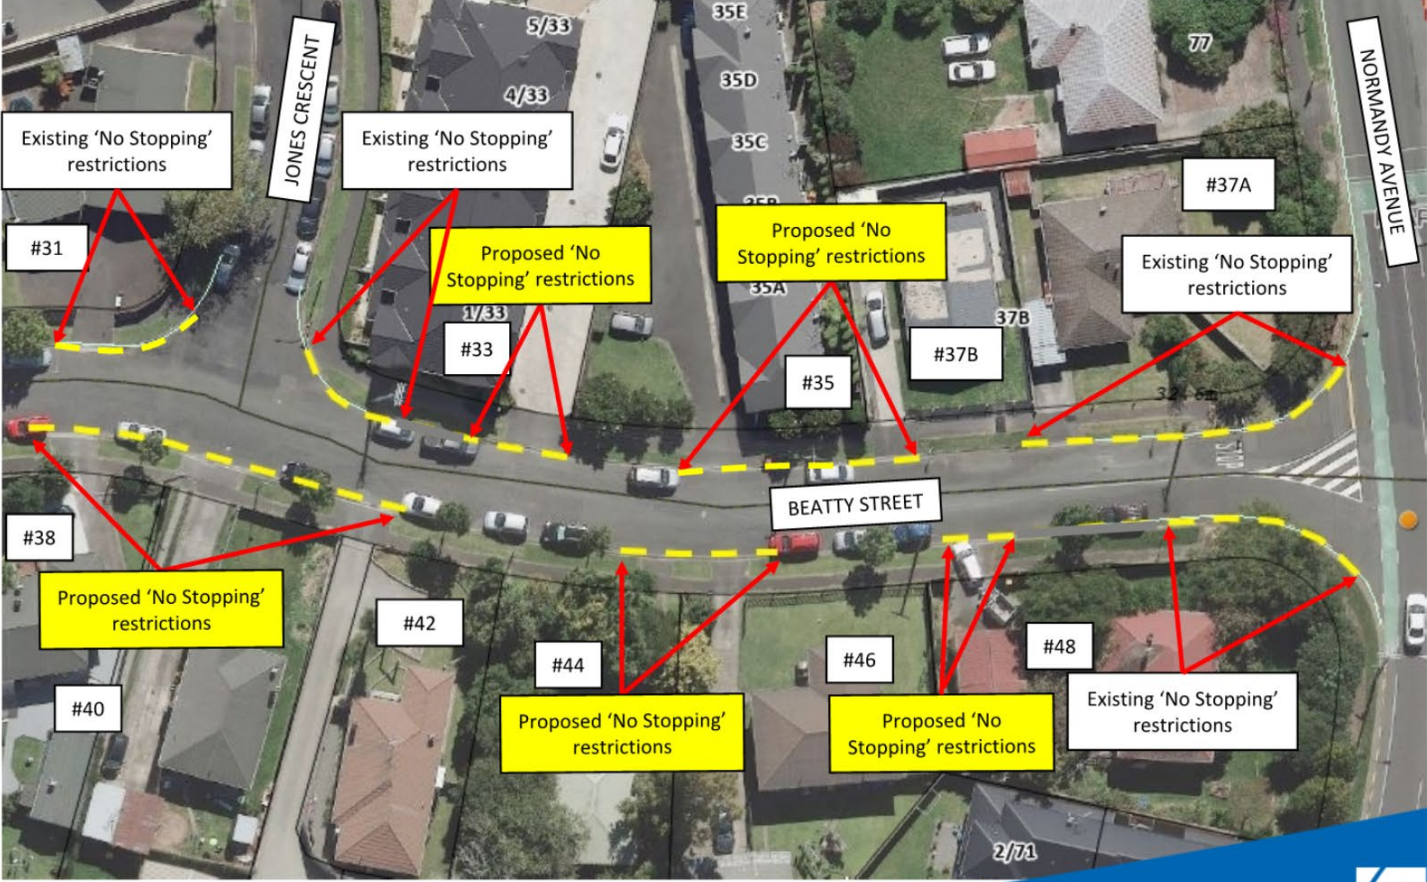 5/33
35E
77
4/33
35D
35C
JONES CRESCENT
NORMANDY AVENUE
Existing ‘No Stopping’
restrictions
Existing ‘No Stopping’
restrictions
#37A
#31
Proposed ‘No
Stopping’ restrictions
Proposed ‘No
Stopping’ restrictions
Existing ‘No Stopping’
restrictions
35A
1/33
37B
#33
#37B
#35
STOP
BEATTY STREET
#38
Proposed ‘No Stopping’
restrictions
#42
#44
#46
#48
#40
Proposed ‘No Stopping’
restrictions
Proposed ‘No
Stopping’ restrictions
Existing ‘No Stopping’
restrictions
2/71